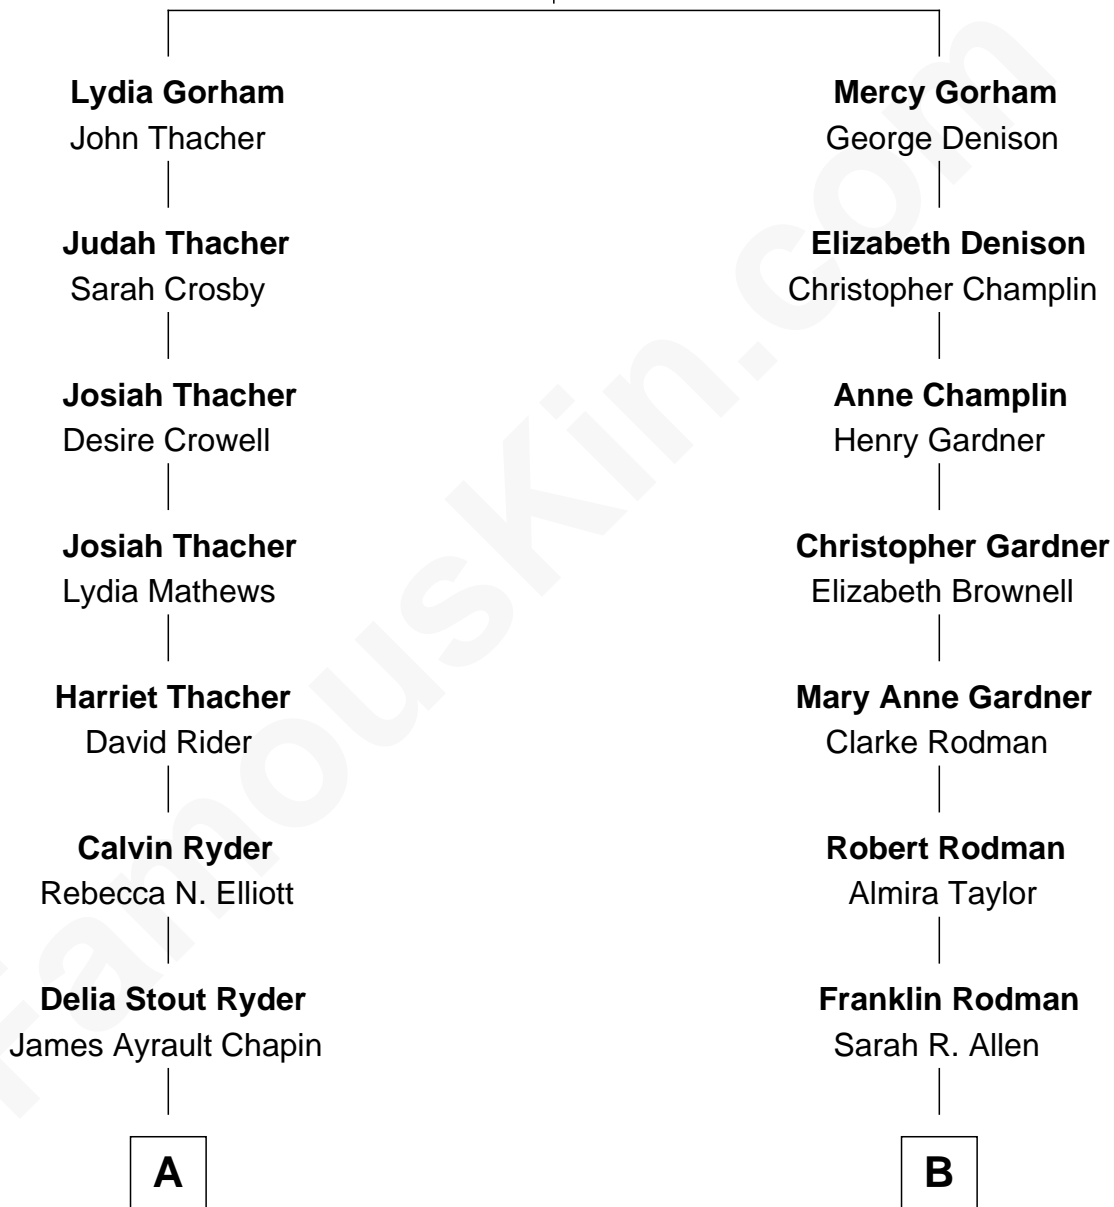 Lydia Gorham
John Thacher
Judah Thacher
Sarah Crosby
Josiah Thacher
Desire Crowell
Josiah Thacher
Lydia Mathews
Harriet Thacher
David Rider
Calvin Ryder
Rebecca N. Elliott
Delia Stout Ryder
James Ayrault Chapin
A
Mercy Gorham
George Denison
Elizabeth Denison
Christopher Champlin
Anne Champlin
Henry Gardner
Christopher Gardner
Elizabeth Brownell
Mary Anne Gardner
Clarke Rodman
Robert Rodman
Almira Taylor
Franklin Rodman
Sarah R. Allen
B
FamousKin.com